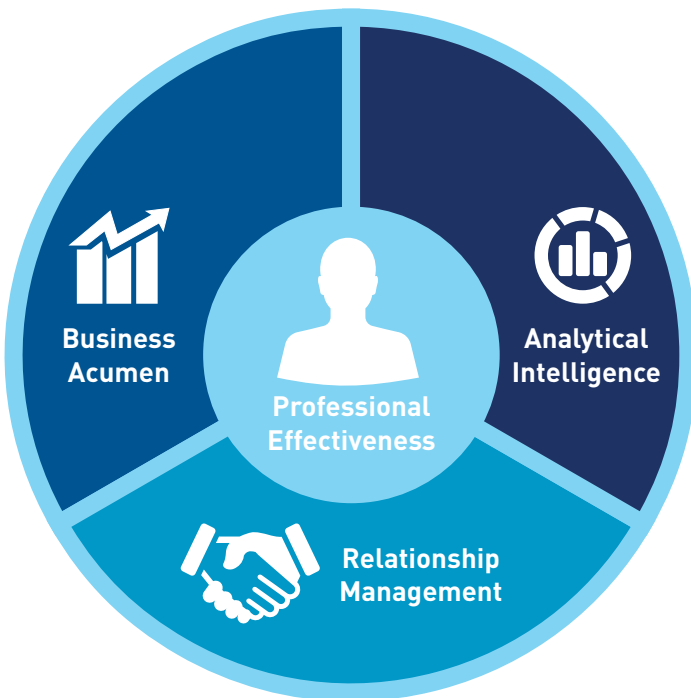 Business
Acumen
Analytical
Intelligence
Professional
Effectiveness
Relationship
Management